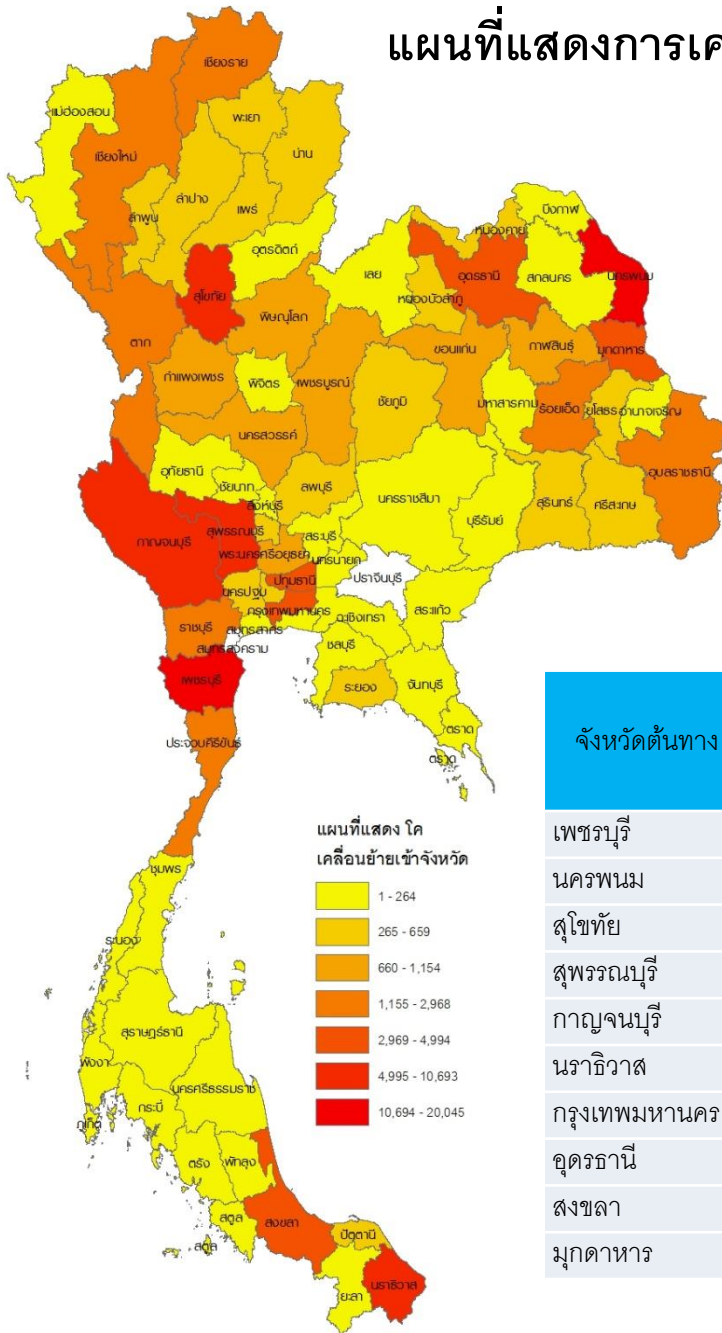 แผนที่แสดงการเค
เชียงราย
แม่ฮ่องสอน
พะเยา
เชียงใหม่
น่าน
ลำปาง
แพร่
ลำพูน
อุตรดิตถ์
บึงกาฬ
หนองคาย
เลย
อุดรธานี
สกลนคร
นครพนม
สุโขทัย
หนองบัวลำภู
พิษณุโลก
ตาก
ขอนแก่น
กาฬสินธุ์
มุกดาหาร
กำแพงเพชร
พิจิตร
เพชรบูรณ์
ชัยภูมิ
มหาสารคาม
ร้อยเอ็ด
ยโสธร
อำนาจเจริญ
นครสวรรค์
อุบลราชธานี
อุทัยธานี
ชัยนาท
ลพบุรี
นครราชสีมา
บุรีรัมย์
สุรินทร์
ศรีสะเกษ
สิงห์บุรี
สุพรรณบุรี
สระบุรี
กาญจนบุรี
พระนครศรีอยุธยา
นครนายก
ปทุมธานี
ปราจีนบุรี
นครปฐม
กรุงเทพมหานคร
ฉะเชิงเทรา
สระแก้ว
ราชบุรี
สมุทรสาคร
สมุทรสงคราม
ชลบุรี
เพชรบุรี
ระยอง
จันทบุรี
ตราด
ตราด
ประจวบคีรีขันธ์
ชุมพร
ระนอง
สุราษฎร์ธานี
พังงา
นครศรีธรรมราช
กระบี่
ภูเก็ต
ตรัง
พัทลุง
สตูล
สตูล
สงขลา
ปัตตานี
ยะลา
นราธิวาส
แผนที่แสดง โค
เคลื่อนย้ายเข้าจังหวัด
1 - 264
265 - 659
660 - 1,154
1,155 - 2,968
2,969 - 4,994
4,995 - 10,693
10,694 - 20,045
จังหวัดต้นทาง
เพชรบุรี
นครพนม
สุโขทัย
สุพรรณบุรี
กาญจนบุรี
นราธิวาส
กรุงเทพมหานคร
อุดรธานี
สงขลา
มุกดาหาร